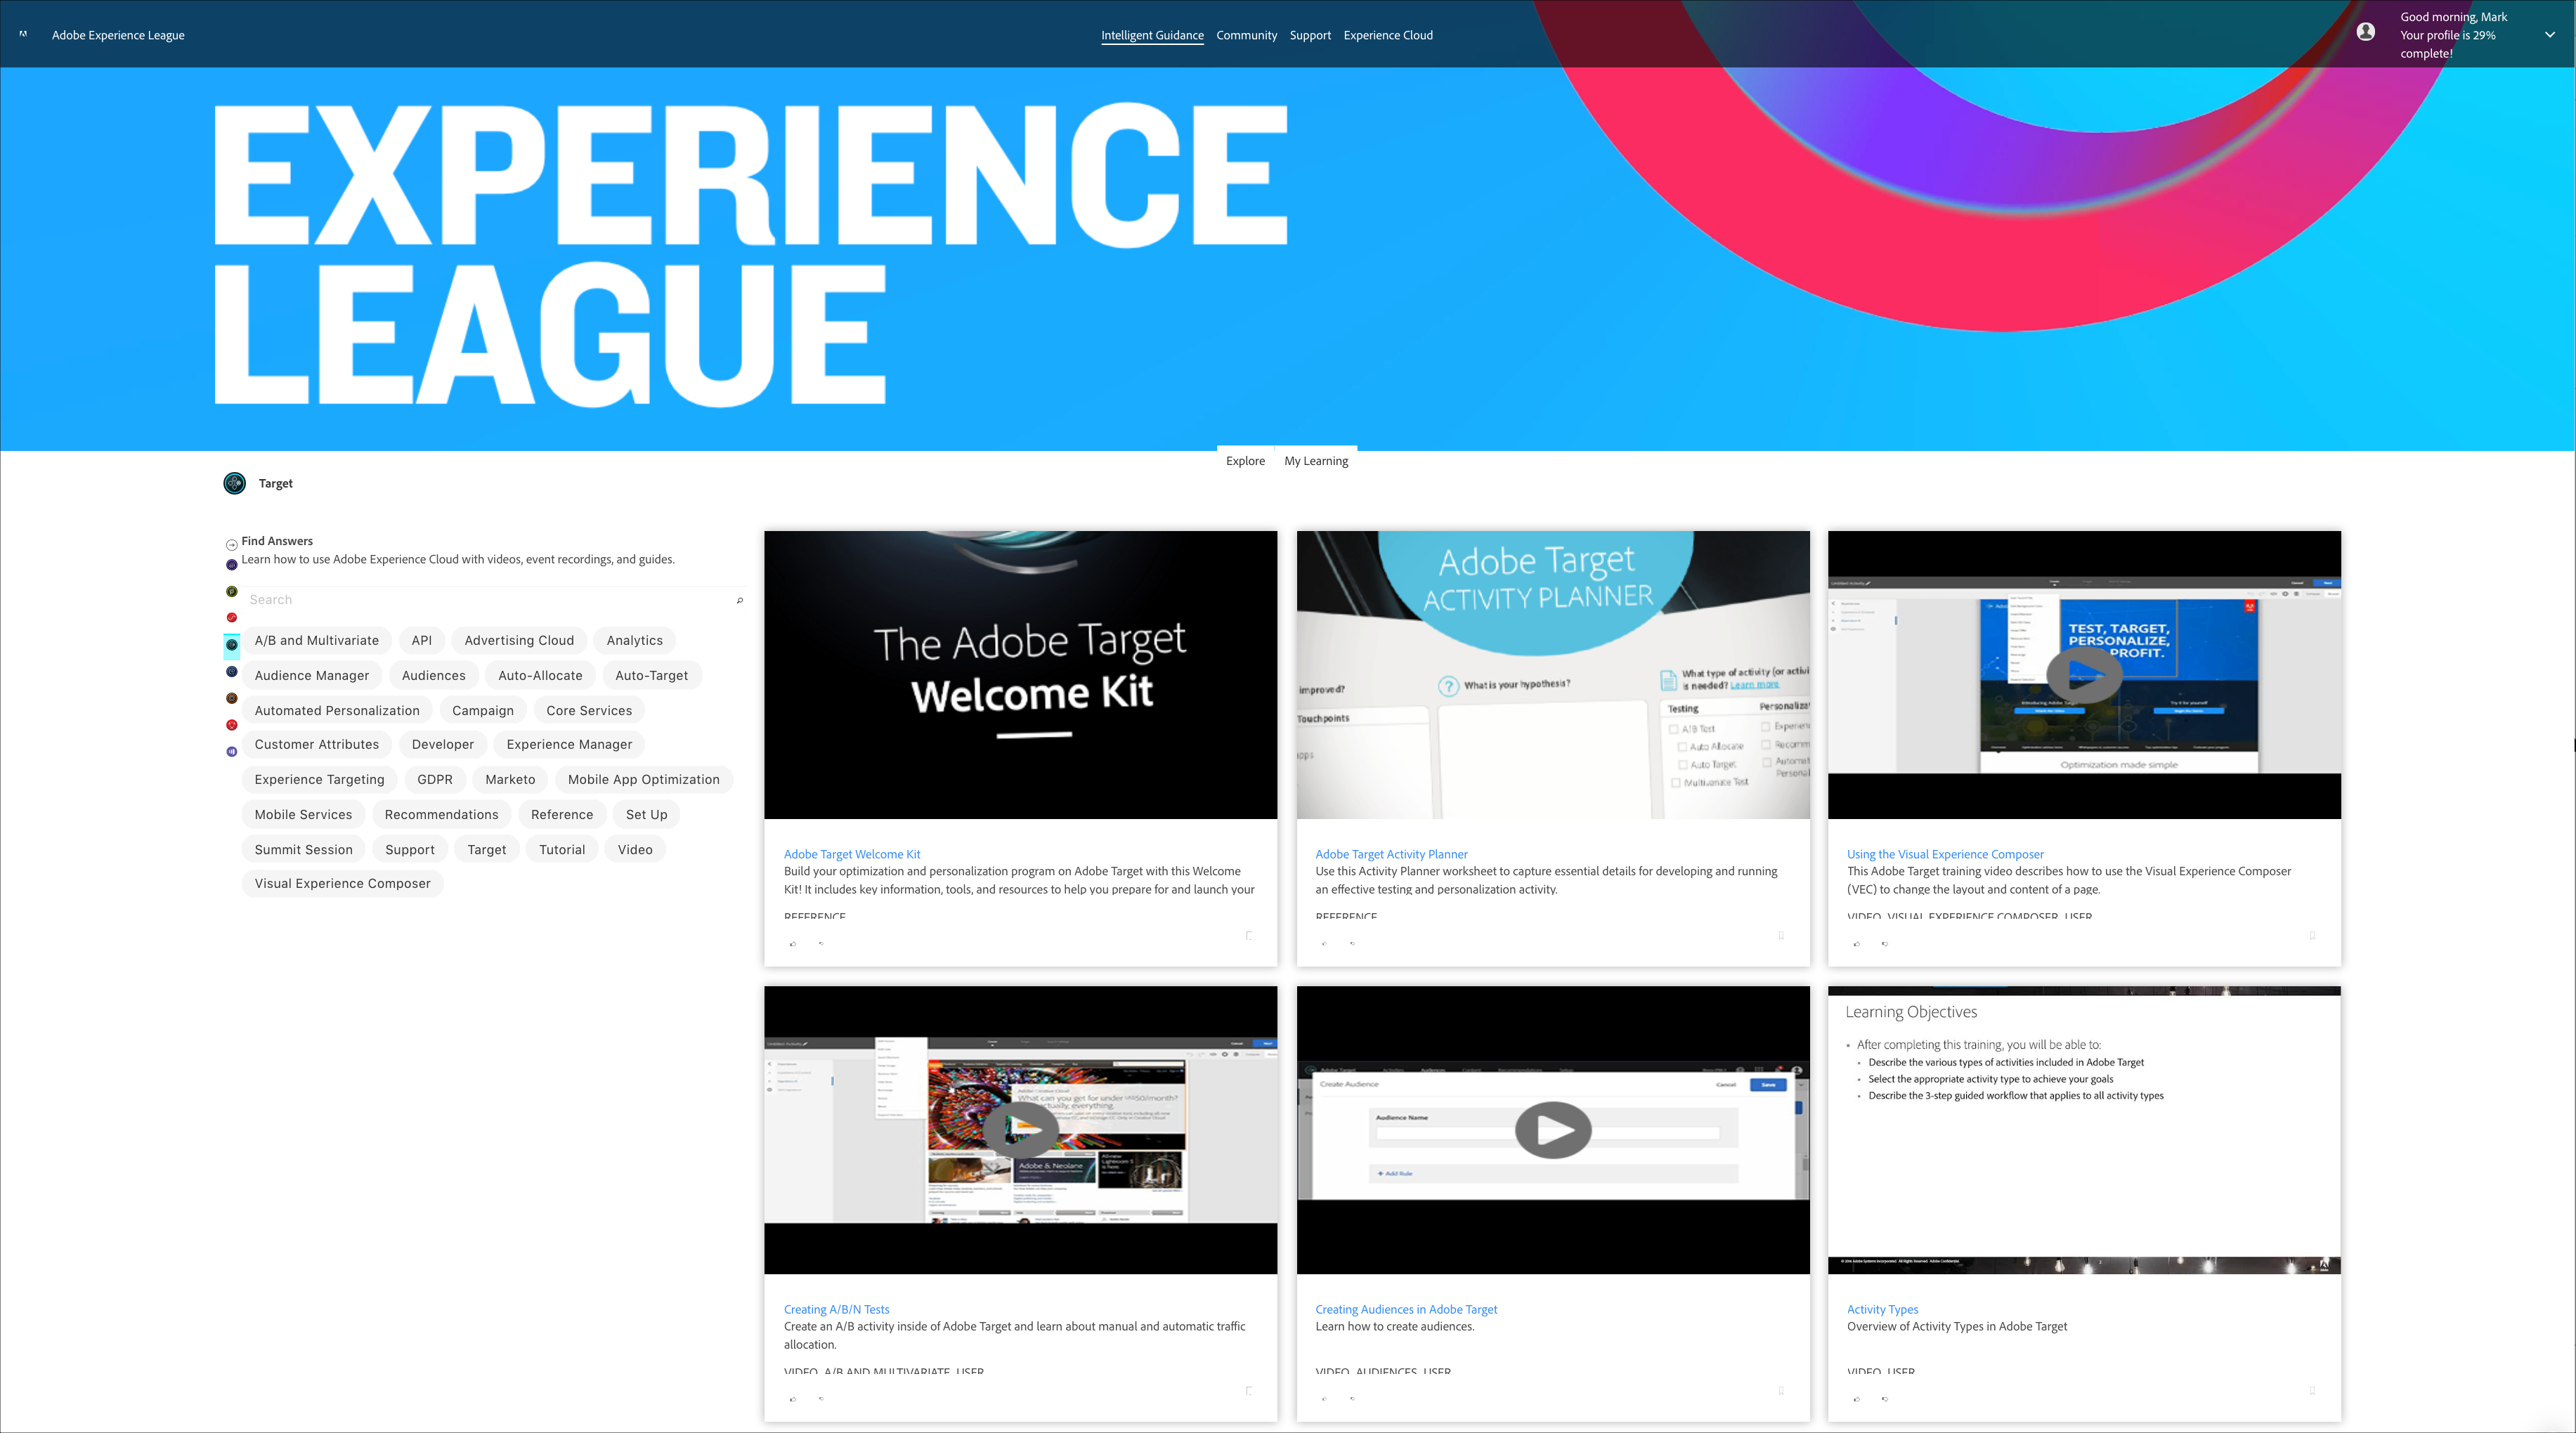 Adobe Experience League
Intelligent Guidance Community Support Experience Cloud
Good morning, Mark
Your profile is 29%
complete!
EXPERIENCE
LEAGUE
Explore My Learning
Target
Find Answers
Learn how to use Adobe Experience Cloud with videos, event recordings, and guides.
Search
A/B and Multivariate API Advertising Cloud Analytics
Audience Manager Audiences Auto-Allocate Auto-Target
Automated Personalization Campaign Core Services
Customer Attributes Developer Experience Manager
Experience Targeting GDPR Marketo Mobile App Optimization
Mobile Services Recommendations Reference Set Up
Summit Session Support Target Tutorial Video
Visual Experience Composer
The Adobe Target
Welcome Kit
Adobe Target Welcome Kit
Build your optimization and personalization program on Adobe Target with this Welcome
Kit! It includes key information, tools, and resources to help you prepare for and launch your
REFERENCE
Adobe Target
ACTIVITY PLANNER
improved?
What is your hypothesis?
What type of activity (or activi
is needed? Learn more
Touchpoints
Testing
A/B Test
Auto Allocate
Auto Target
Multivariate Test
Adobe Target Activity Planner
Use this Activity Planner worksheet to capture essential details for developing and running
an effective testing and personalization activity.
REFERENCE
TEST, TARGET,
PERSONALIZE,
PROFIT.
Optimization made simple
Using the Visual Experience Composer
This Adobe Target training video describes how to use the Visual Experience Composer
(VEC) to change the layout and content of a page.
VIDEO, VISUAL EXPERIENCE COMPOSER, USER
What can you get for under US$50/month?
ctually, everything.
Adobe & Neolane
Creating A/B/N Tests
Create an A/B activity inside of Adobe Target and learn about manual and automatic traffic
allocation.
VIDEO, A/B AND MULTIVARIATE, USER
Create Audience
Cancel
Save
Audience Name
+ Add Rule
Creating Audiences in Adobe Target
Learn how to create audiences.
VIDEO, AUDIENCES, USER
Learning Objectives
After completing this training, you will be able to:
Describe the various types of activities included in Adobe Target
Select the appropriate activity type to achieve your goals
Describe the 3-step guided workflow that applies to all activity types
Activity Types
Overview of Activity Types in Adobe Target
VIDEO, USER